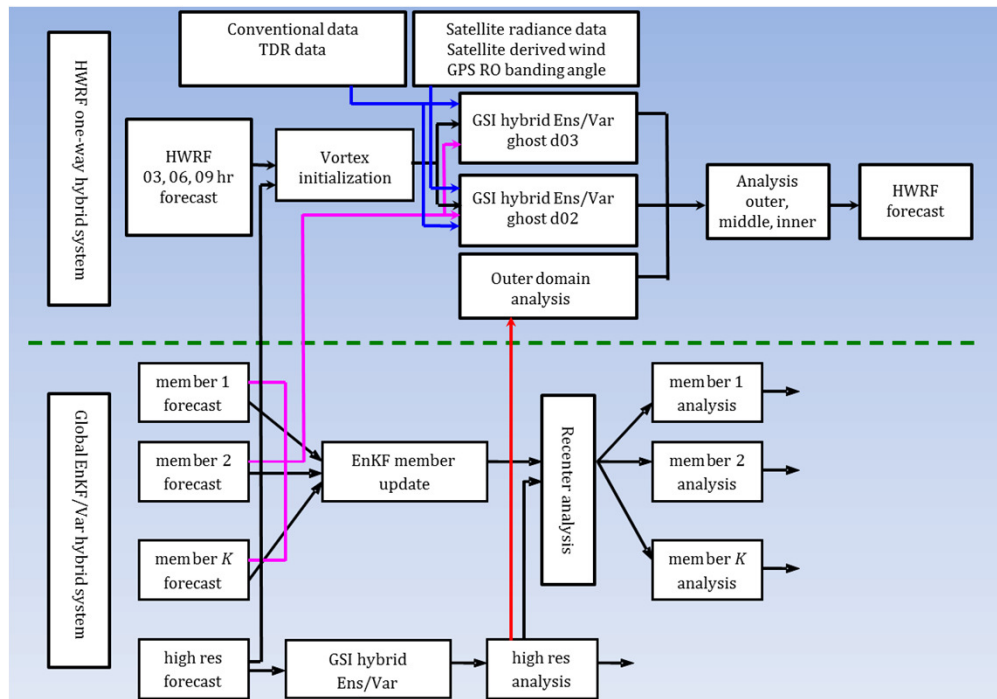 HWRF one-way hybrid system
Conventional data
TDR data
Satellite radiance data
Satellite derived wind
GPS RO banding angle
HWRF
03, 06, 09 hr
forecast
Vortex
initialization
GSI hybrid Ens/Var
ghost d03
GSI hybrid Ens/Var
ghost d02
Outer domain
analysis
Analysis
outer,
middle, inner
HWRF
forecast
Global EnKF/Var hybrid system
member 1
forecast
member 2
forecast
member K
forecast
high res
forecast
EnKF member
update
GSI hybrid
Ens/Var
high res
analysis
Recenter analysis
member 1
analysis
member 2
analysis
member K
analysis